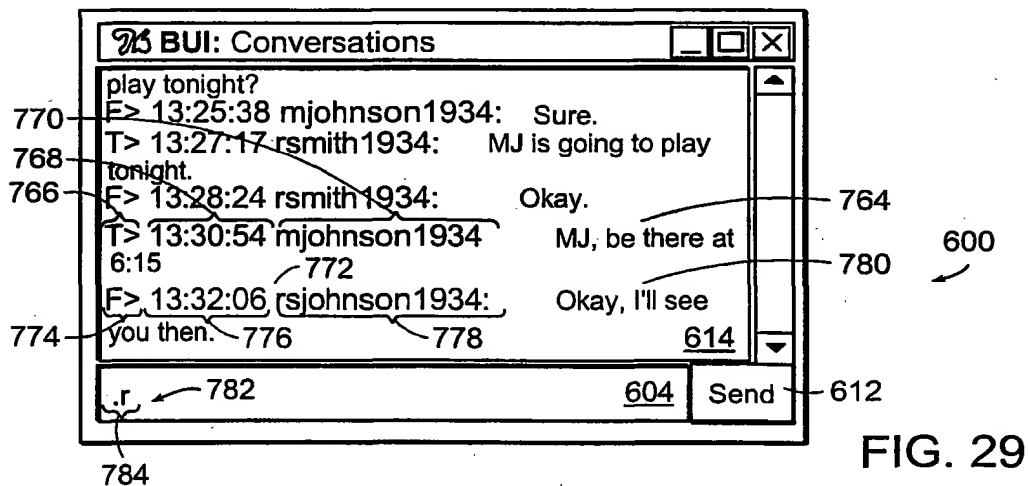 BUI: Conversations
play tonight?
F> 13:25:38 mjohnson1934: Sure.
770
T> 13:27:17 rsmith1934: MJ is going to play
768
tonight.
766
F> 13:28:24 rsmith1934: Okay.
764
T> 13:30:54 mjohnson1934 MJ, be there at
600
6:15
772
780
F> 13:32:06 rsjohnson1934: Okay, I'll see
774
you then.
776
778
614
.r
782
604
Send
612
784
FIG. 29